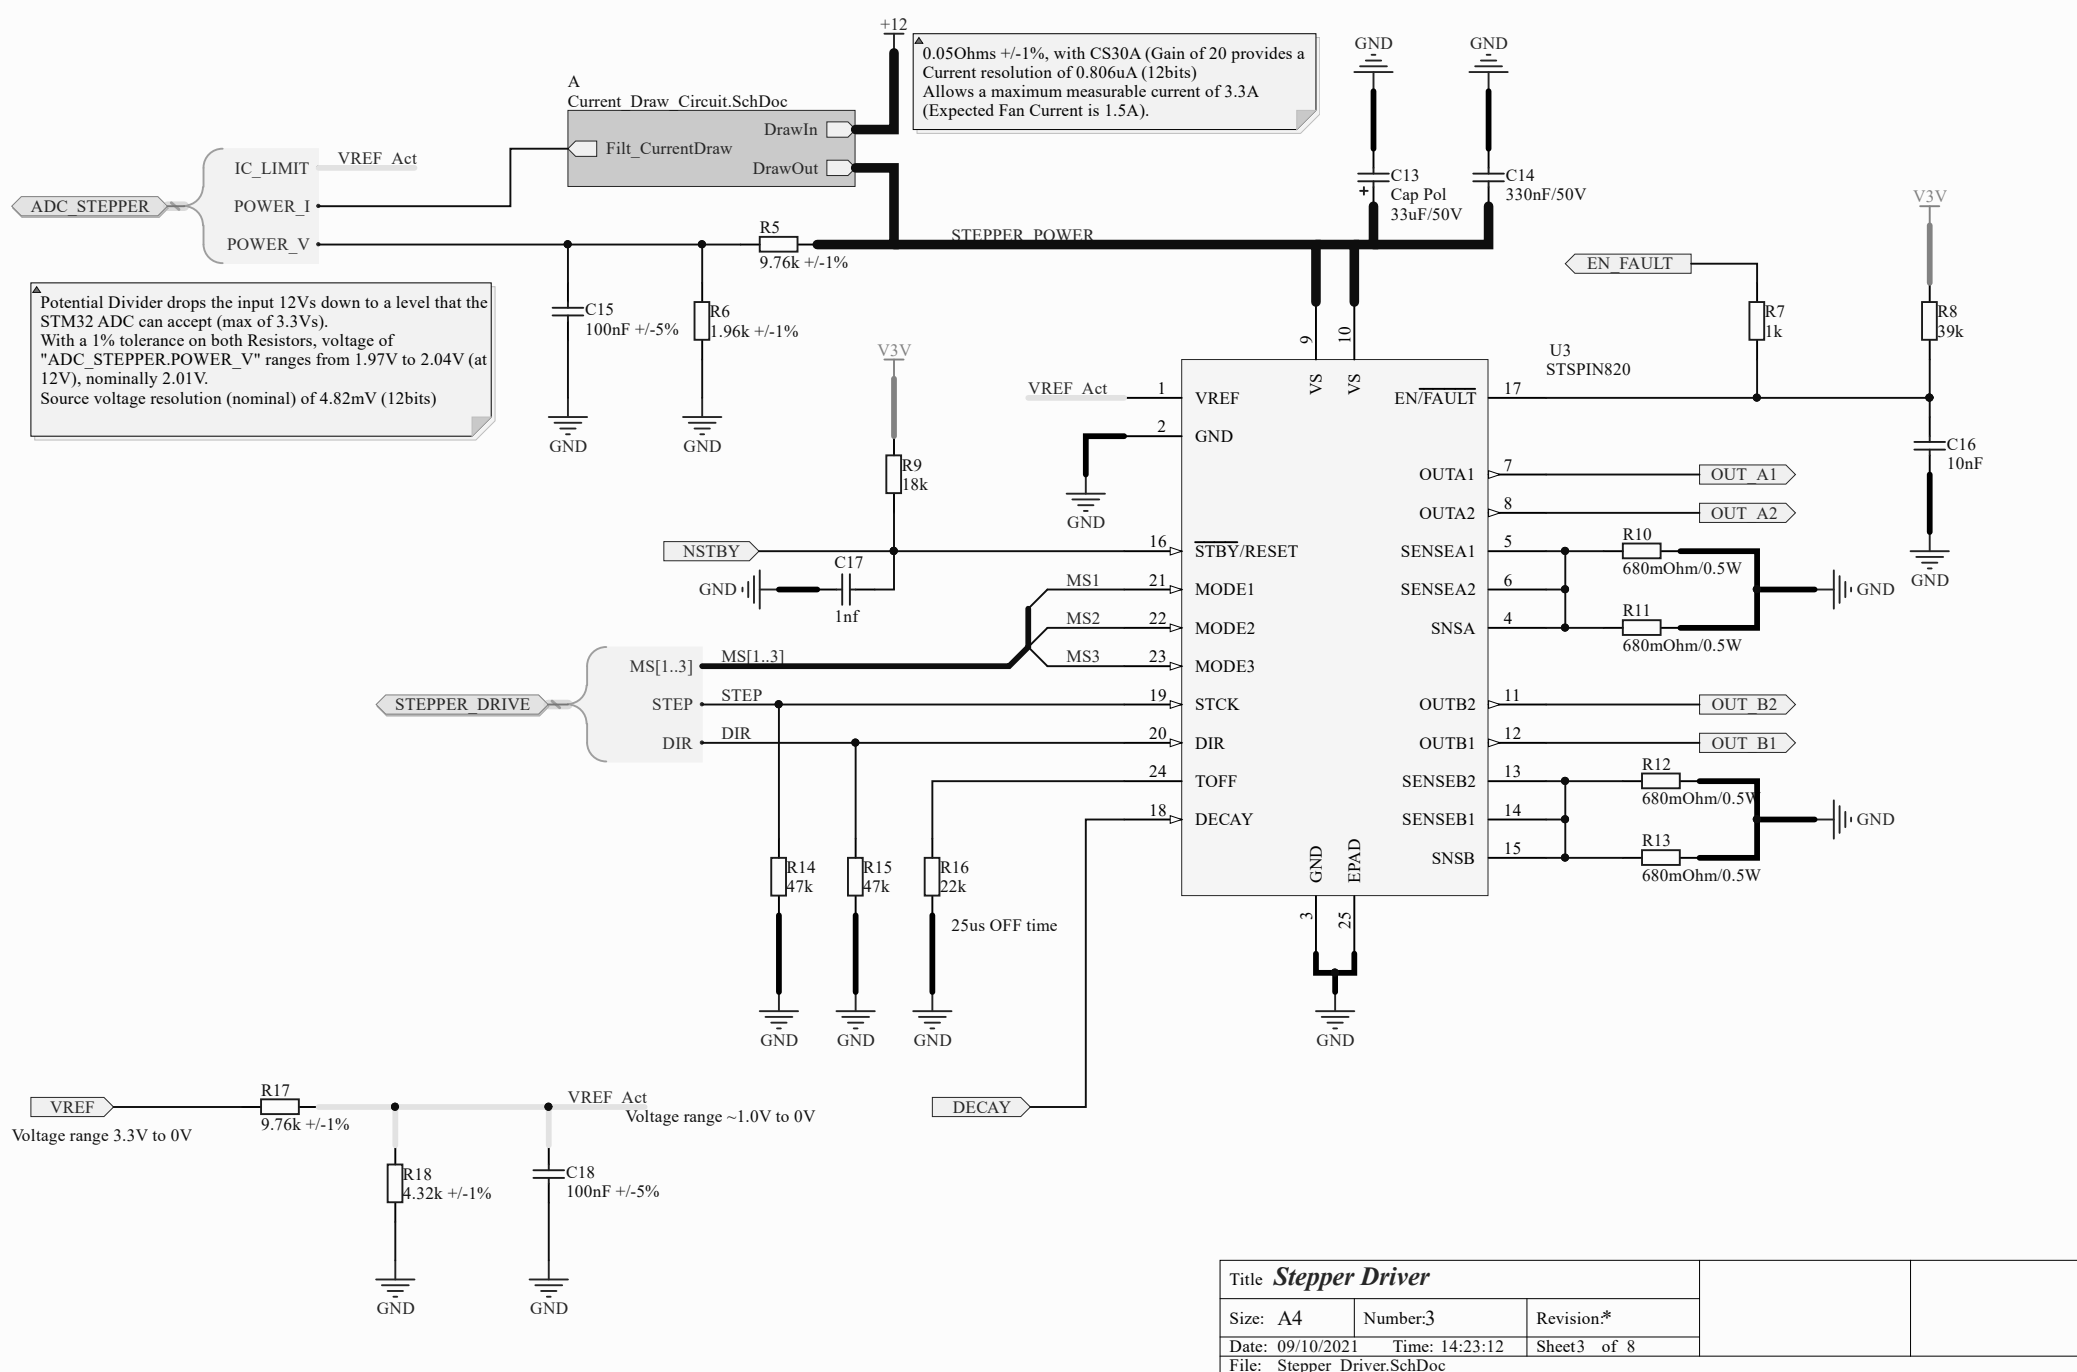 +12
0.05Ohms +/-1%, with CS30A (Gain of 20 provides a
Current resolution of 0.806uA (12bits)
Allows a maximum measurable current of 3.3A
(Expected Fan Current is 1.5A).
GND
GND
A
Current_Draw_Circuit.SchDoc
DrawIn
Filt_CurrentDraw
DrawOut
C13
Cap Pol
33uF/50V
C14
330nF/50V
ADC_STEPPER
IC_LIMIT
VREF_Act
POWER_I
POWER_V
R5
9.76k +/-1%
STEPPER_POWER
V3V
EN_FAULT
Potential Divider drops the input 12Vs down to a level that the
STM32 ADC can accept (max of 3.3Vs).
With a 1% tolerance on both Resistors, voltage of
"ADC_STEPPER.POWER_V" ranges from 1.97V to 2.04V (at
12V), nominally 2.01V.
Source voltage resolution (nominal) of 4.82mV (12bits)
C15
100nF +/-5%
GND
R6
1.96k +/-1%
GND
R7
1k
R8
39k
V3V
R9
18k
U3
STSPIN820
9
10
VS
VS
VREF_Act
1
VREF
EN/FAULT
17
2
GND
GND
C16
10nF
GND
OUTA1
7
OUT_A1
OUTA2
8
OUT_A2
NSTBY
16
STBY/RESET
SENSEA1
5
R10
680mOhm/0.5W
GND
C17
1nf
MS1
21
MODE1
SENSEA2
6
GND
MS2
22
MODE2
SNSA
4
R11
680mOhm/0.5W
STEPPER_DRIVE
MS[1..3]
MS[1..3]
MS3
23
MODE3
STEP
STEP
19
STCK
OUTB2
11
OUT_B2
DIR
DIR
20
DIR
OUTB1
12
OUT_B1
24
TOFF
SENSEB2
13
R12
680mOhm/0.5W
18
DECAY
SENSEB1
14
GND
SNSB
15
R13
680mOhm/0.5W
R14
47k
R15
47k
R16
22k
25us OFF time
GND
EPAD
3
25
GND
GND
GND
GND
VREF
Voltage range 3.3V to 0V
R17
9.76k +/-1%
VREF_Act
Voltage range ~1.0V to 0V
DECAY
R18
4.32k +/-1%
C18
100nF +/-5%
GND
GND
Title Stepper Driver
Size: A4 Number:3 Revision:*
Date: 09/10/2021 Time: 14:23:12 Sheet3 of 8
File: Stepper_Driver.SchDoc